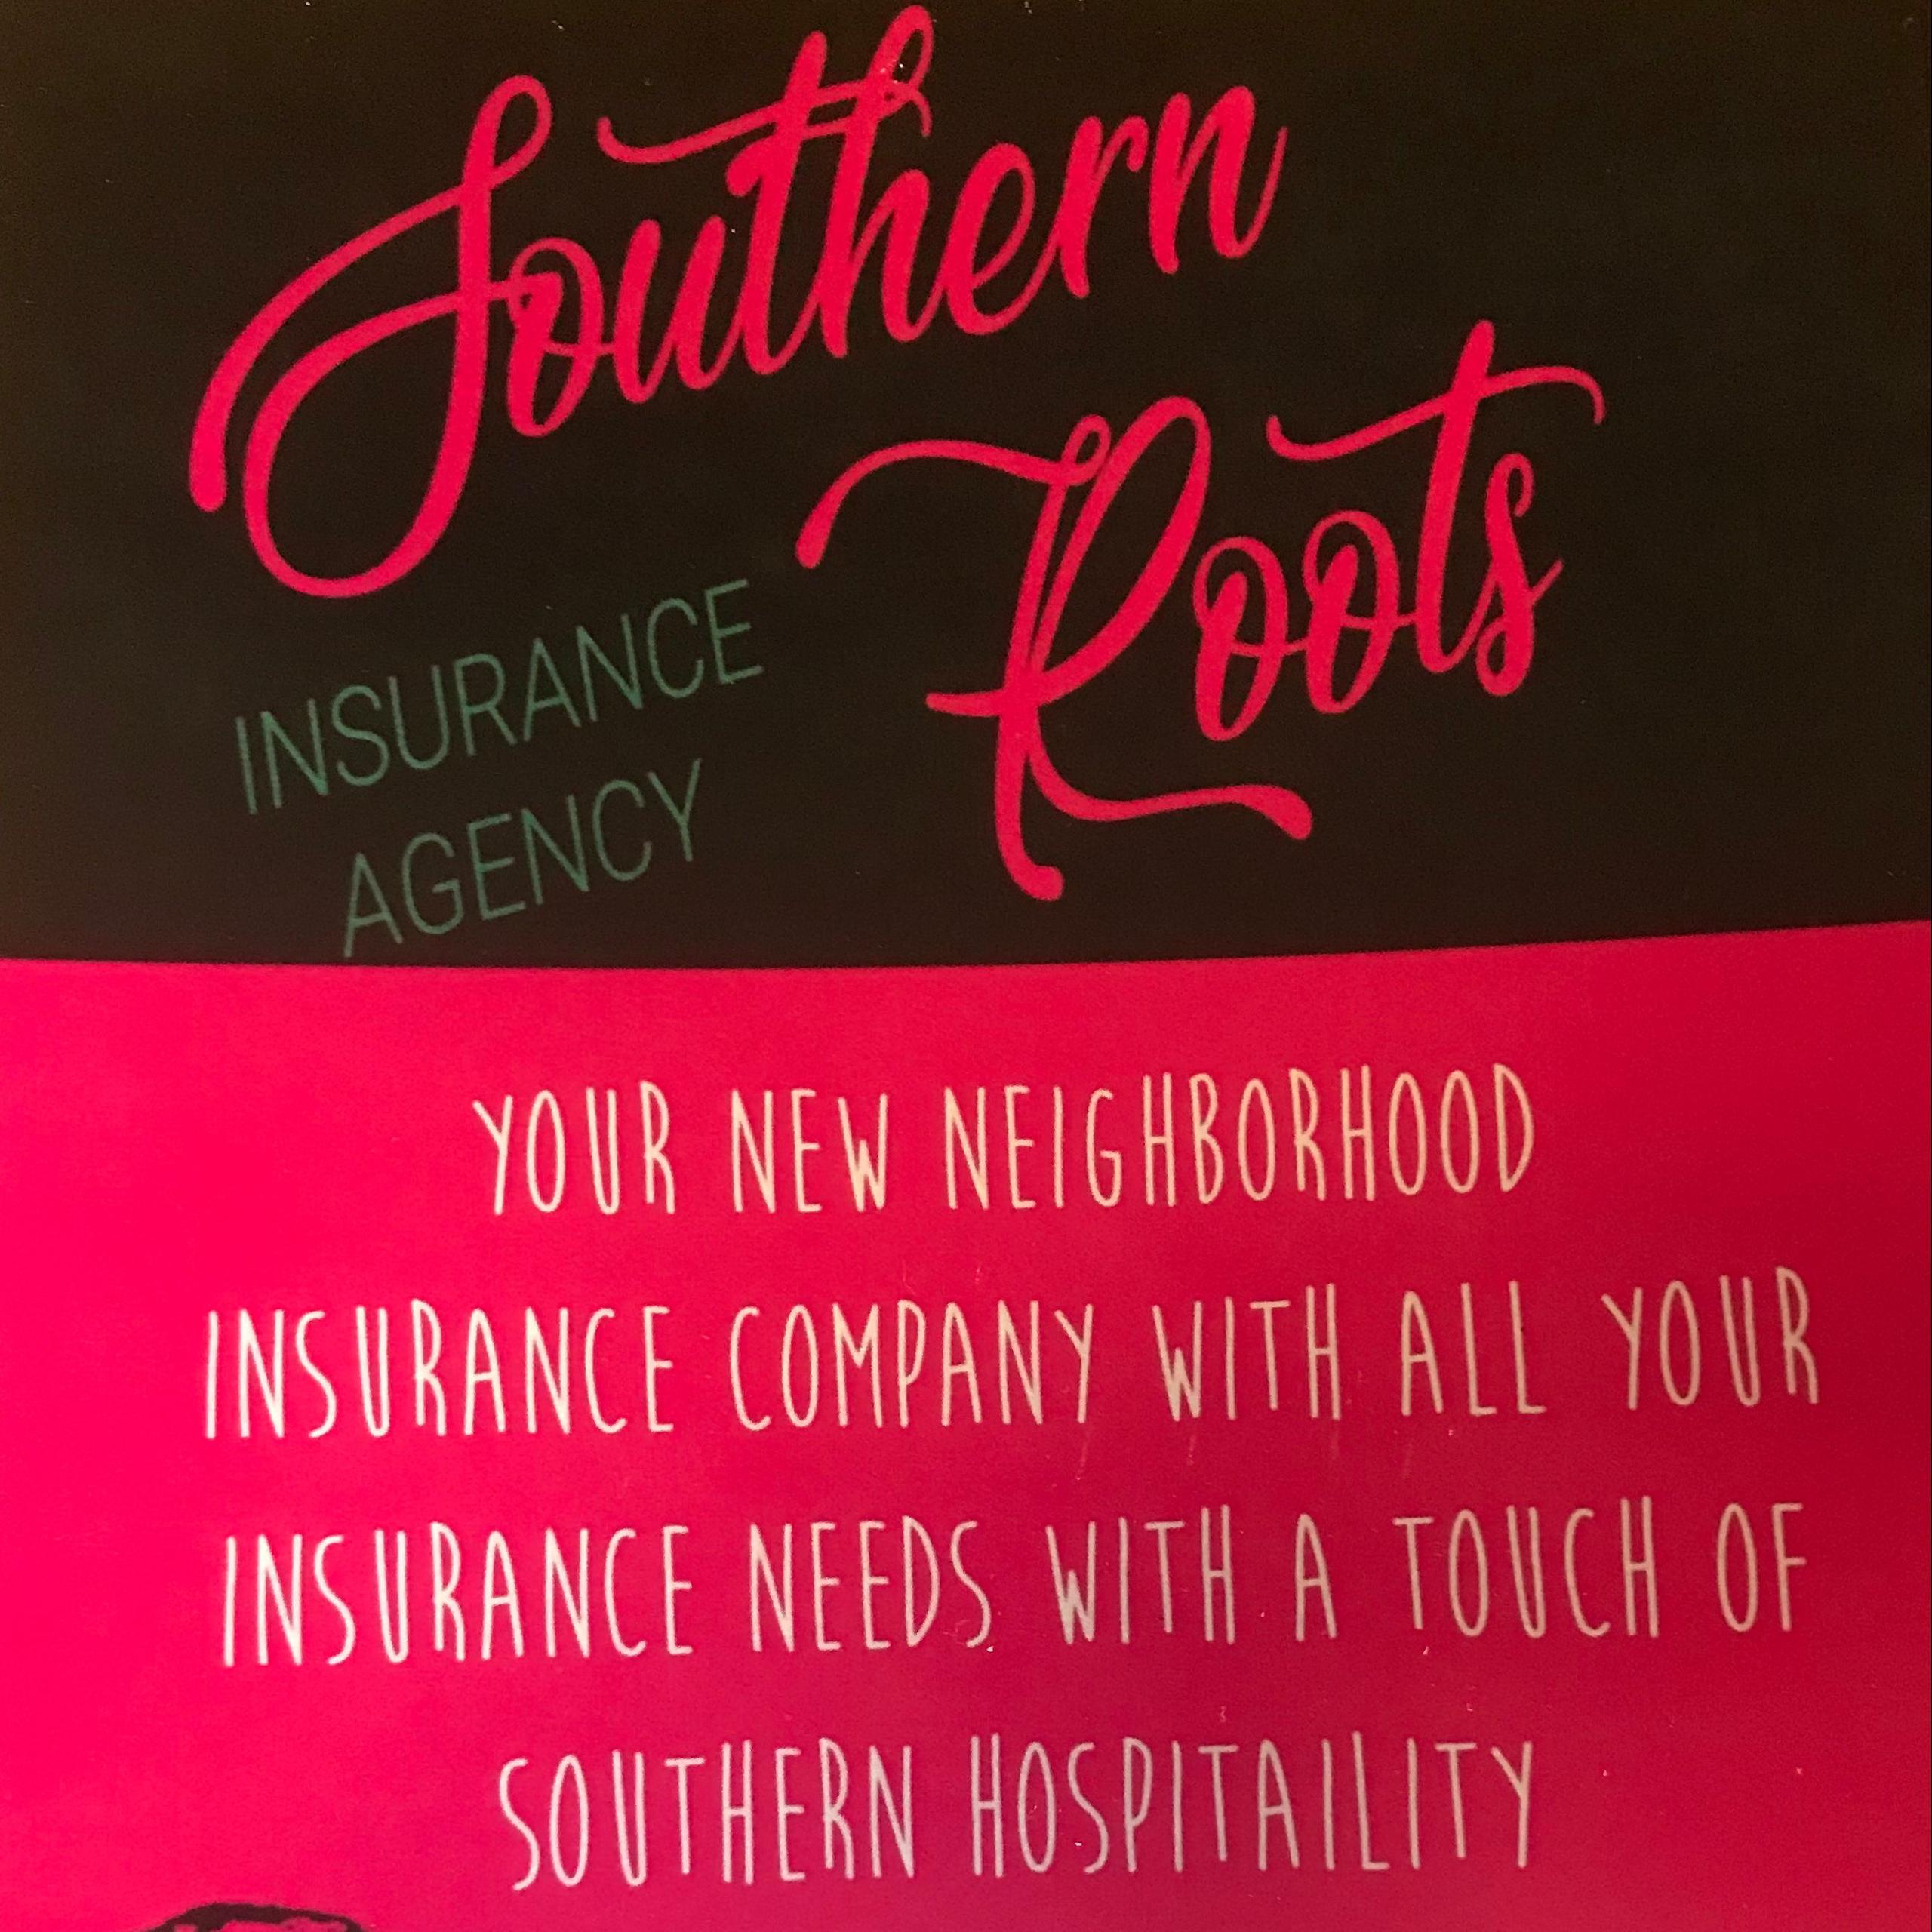 Southern
Roots
INSURANCE
AGENCY
YOUR NEW NEIGHBORHOOD
INSURANCE COMPANY WITH ALL YOUR
INSURANCE NEEDS WITH A TOUCH OF
SOUTHERN HOSPITAILITY